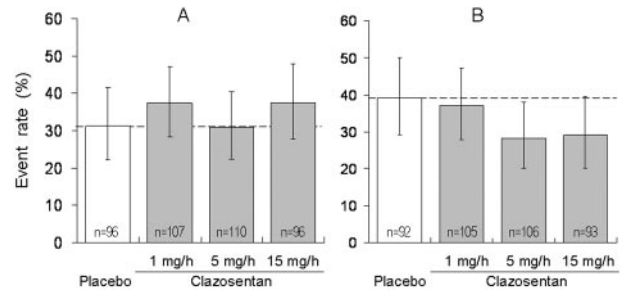 A
B
Event rate (%)
60
50
40
30
20
10
0
n=96
n=107
n=110
n=96
1 mg/h
5 mg/h
15 mg/h
Placebo
Clazosentan
60
50
40
30
20
10
0
n=92
n=105
n=106
n=93
1 mg/h
5 mg/h
15 mg/h
Placebo
Clazosentan